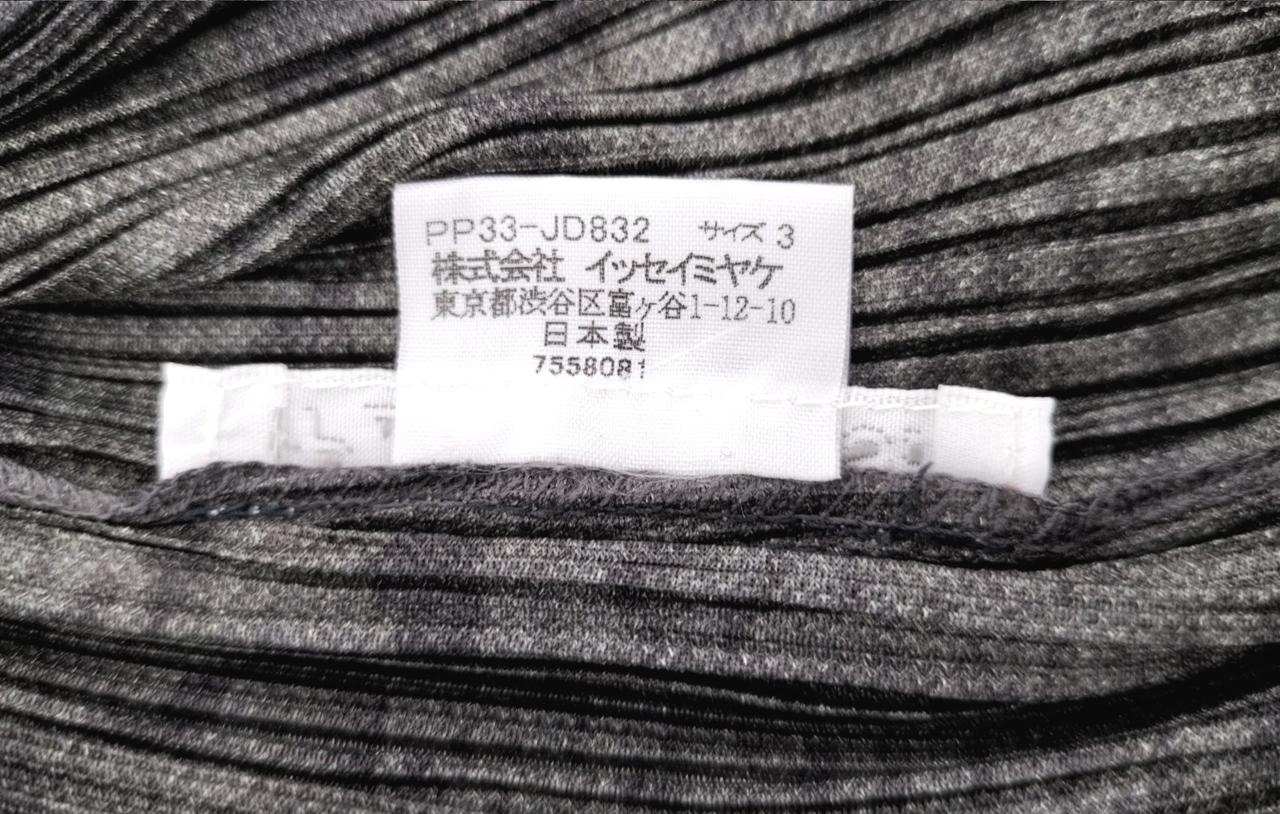 PP33-JD832 サイズ 3
株式会社 イッセイミヤケ
東京都渋谷区富ヶ谷1-12-10
日本製
7558081